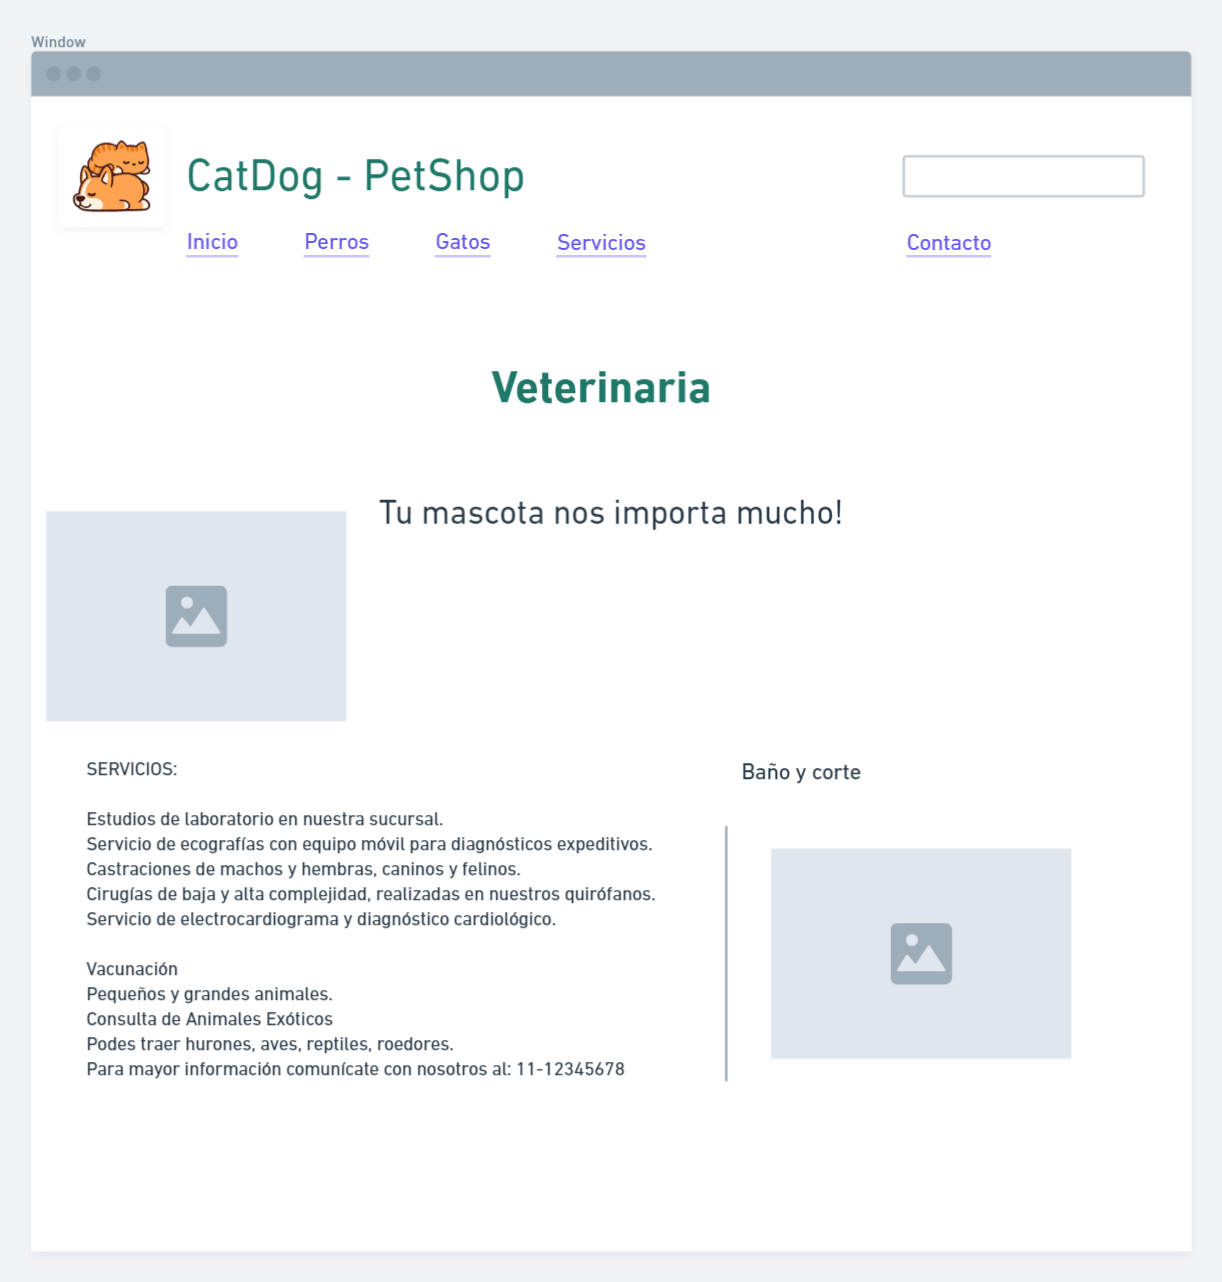 Window
CatDog - PetShop
Inicio
Perros
Gatos
Servicios
Contacto
Veterinaria
Tu mascota nos importa mucho!
SERVICIOS:
Estudios de laboratorio en nuestra sucursal.
Servicio de ecografías con equipo móvil para diagnósticos expeditivos.
Castraciones de machos y hembras, caninos y felinos.
Cirugías de baja y alta complejidad, realizadas en nuestros quirófanos.
Servicio de electrocardiograma y diagnóstico cardiológico.
Vacunación
Pequeños y grandes animales.
Consulta de Animales Exóticos
Podes traer hurones, aves, reptiles, roedores.
Para mayor información comunícate con nosotros al: 11-12345678
Baño y corte